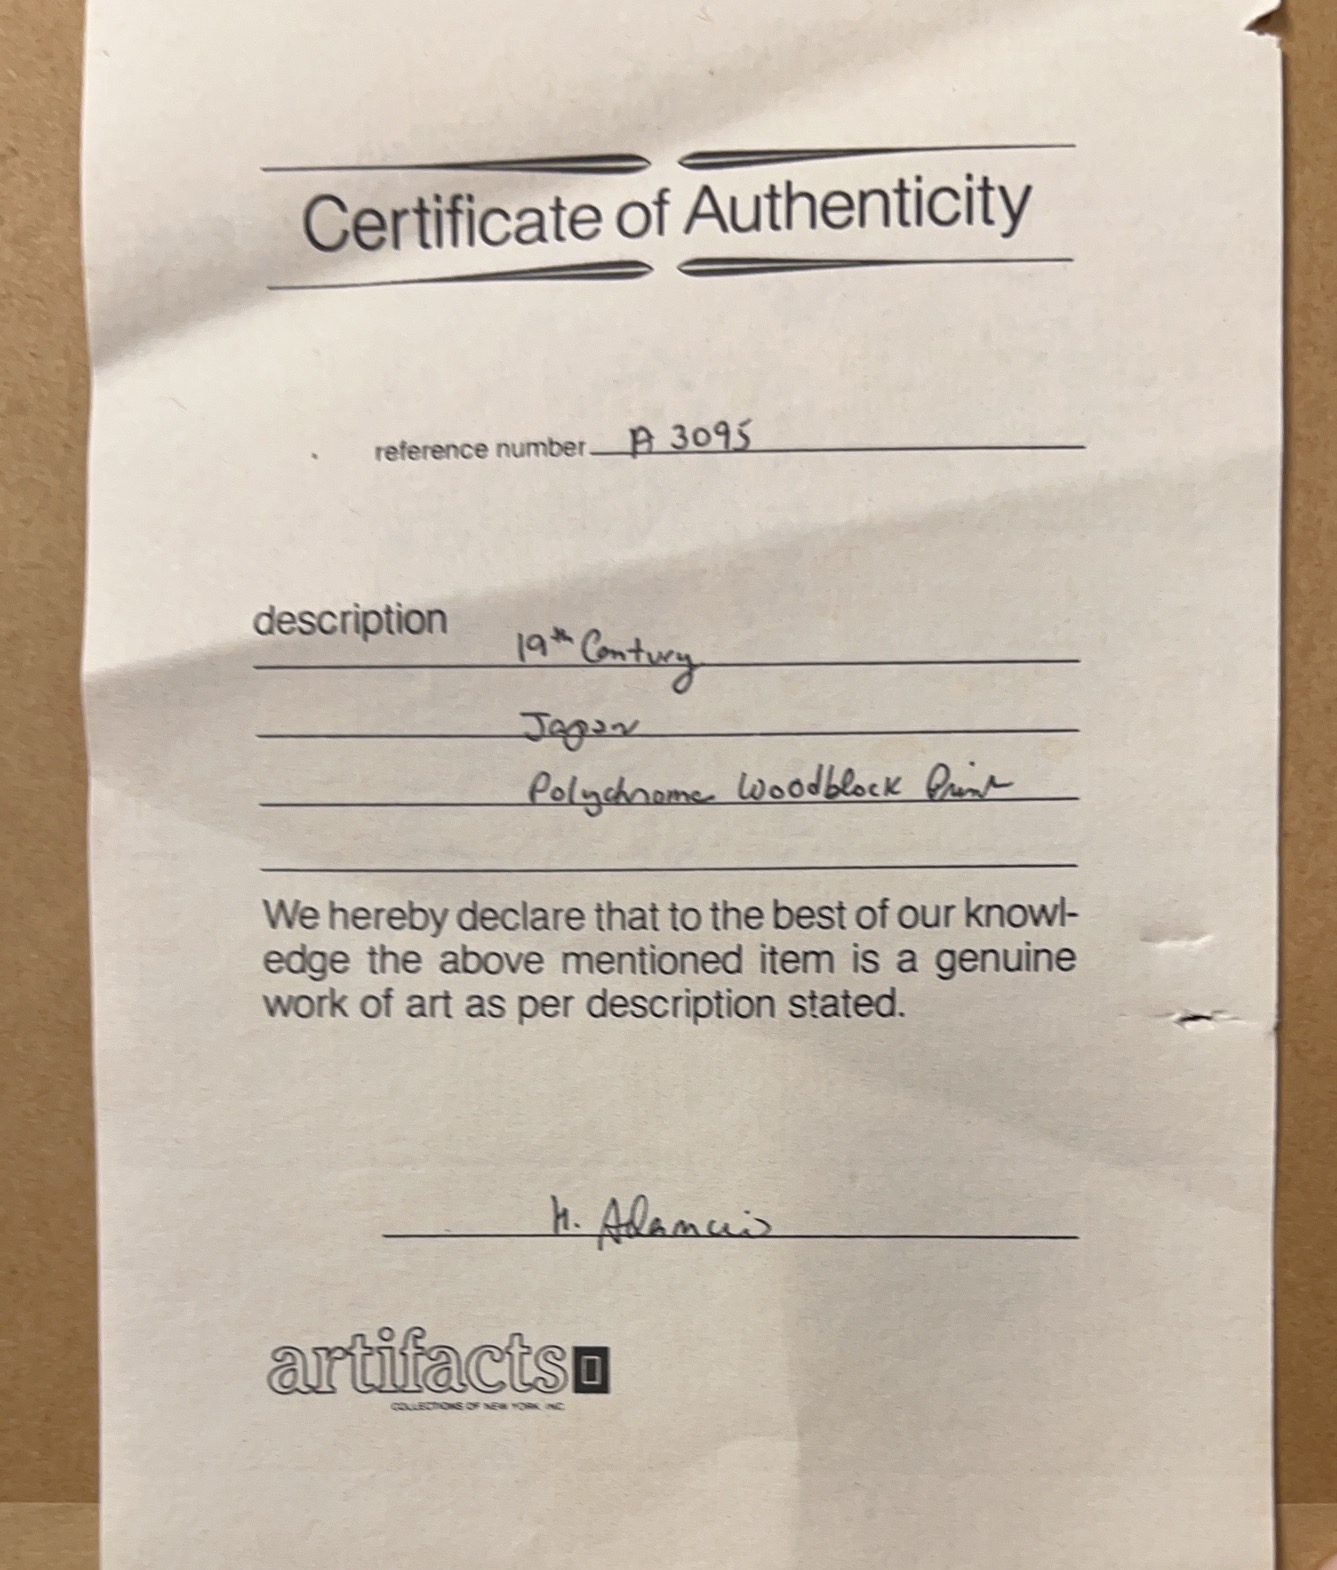 Certificate of Authenticity
reference number A 3095
description
19th Century
Japan
Polychrome Woodblock Print
We hereby declare that to the best of our knowl-
edge the above mentioned item is a genuine
work of art as per description stated.
H.
artifacts
COLLECTIONS OF NEW YORK, INC.